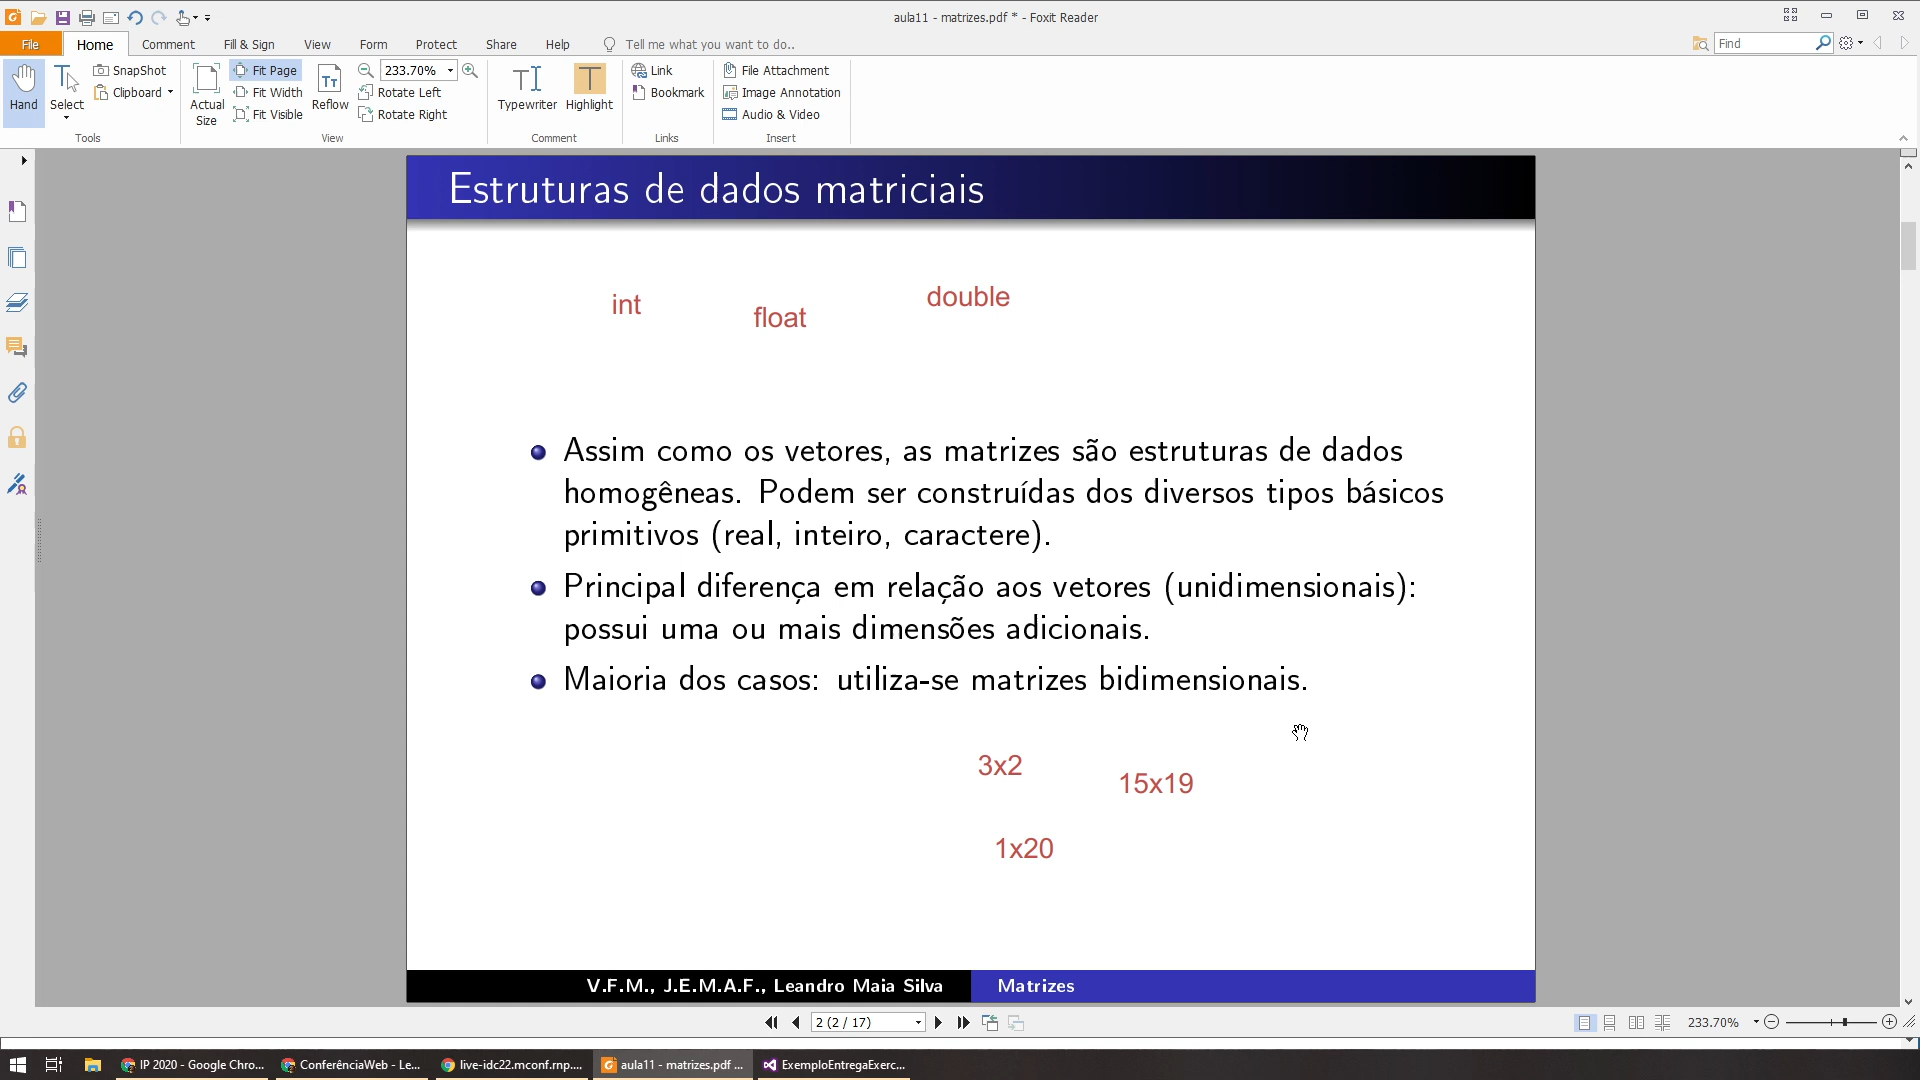 aula11 - matrizes.pdf * - Foxit Reader
File Home Comment Fill & Sign View Form Protect Share Help Tell me what you want to do.. Find
Hand Select SnapShot Clipboard Actual Size Fit Page Fit Width Fit Visible Reflow 233.70% Rotate Left Rotate Right Typewriter Highlight Link Bookmark File Attachment Image Annotation Audio & Video
Tools View Comment Links Insert
Estruturas de dados matriciais
int float double
Assim como os vetores, as matrizes são estruturas de dados
homogêneas. Podem ser construídas dos diversos tipos básicos
primitivos (real, inteiro, caractere).
Principal diferença em relação aos vetores (unidimensionais):
possui uma ou mais dimensões adicionais.
Maioria dos casos: utiliza-se matrizes bidimensionais.
3x2 15x19
1x20
V.F.M., J.E.M.A.F., Leandro Maia Silva Matrizes
2 (2 / 17) 233.70%
IP 2020 - Google Chro... ConferênciaWeb - Le... live-idc22.mconf.rnp.... aula11 - matrizes.pdf ... ExemploEntregaExerc...